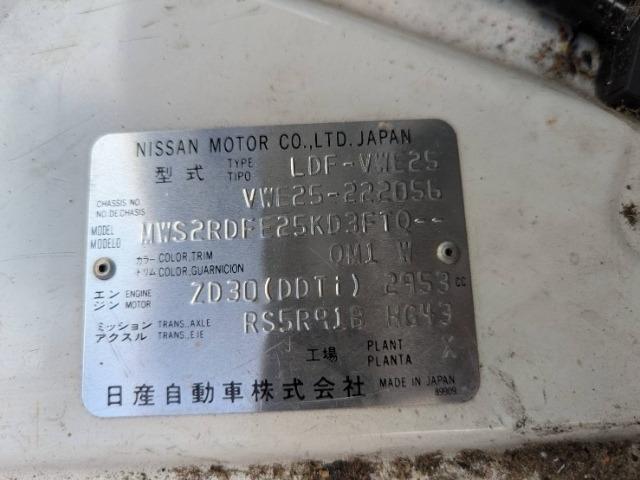 NISSAN MOTOR CO.,LTD. JAPAN
型式 TYPE TIPO LDF-VWE25
CHASSIS NO. NO.DE CHASIS VWE25-222056
MODEL MODELO MWS2RDFE25KD3FTQ--
カラー COLOR,TRIM トリム COLOR,GUARNICION QM1 W
エンジン ENGINE MOTOR ZD30(DDTi) 2953 cc
ミッション アクスル TRANS.,AXLE TRANS.,EJE RS5R91B HG43
工場 PLANT PLANTA X
日産自動車株式会社 MADE IN JAPAN
89909